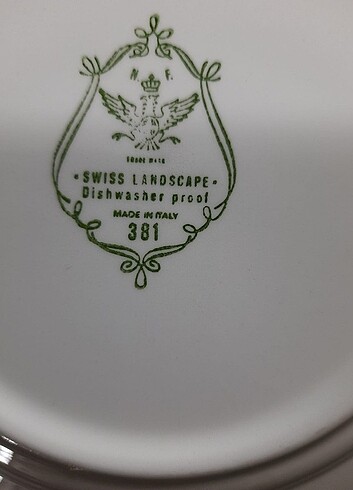 N. F.
TRADE MARK
·SWISS LANDSCAPE·
Dishwasher proof
MADE IN ITALY
381